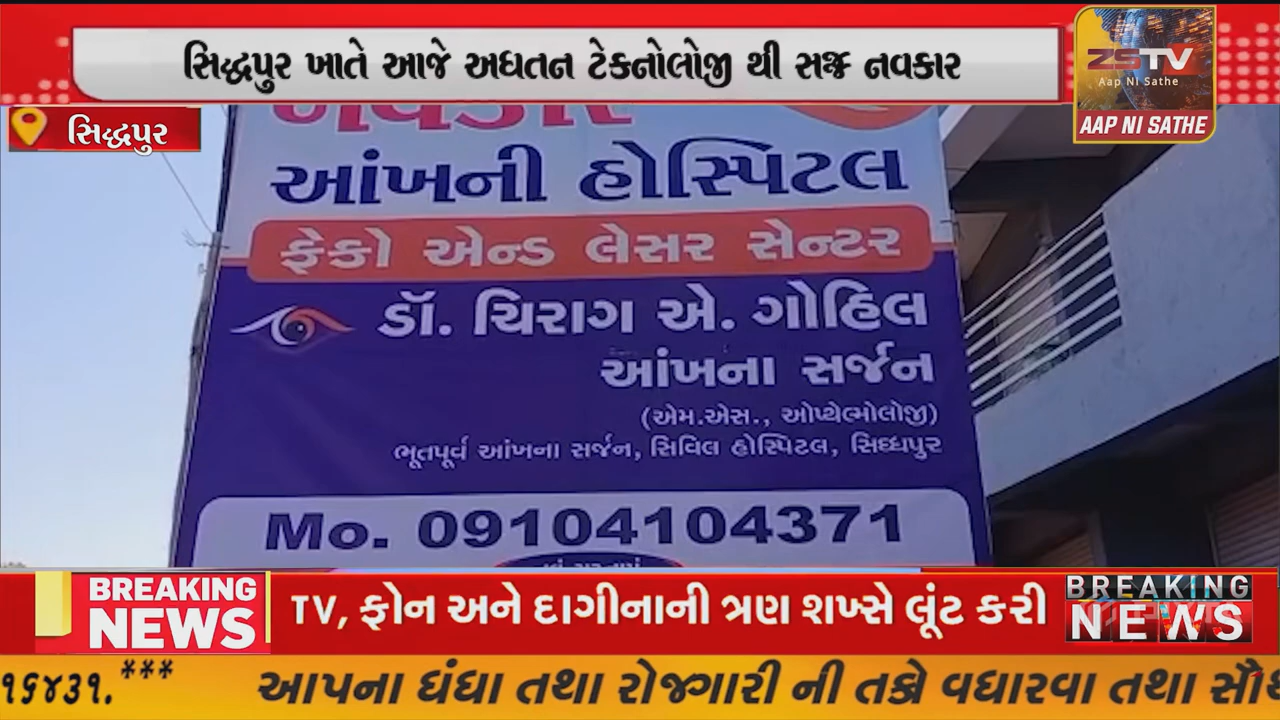 સિદ્ધપુર ખાતે આજે અધતન ટેકનોલોજી થી સજ્જ નવકાર
ZSTV
Aap Ni Sathe
AAP NI SATHE
સિદ્ધપુર
નવકાર
આંખની હોસ્પિટલ
ફેકો એન્ડ લેસર સેન્ટર
ડૉ. ચિરાગ એ. ગોહિલ
આંખના સર્જન
(એમ.એસ., ઓપ્થેલ્મોલોજી)
ભૂતપૂર્વ આંખના સર્જન, સિવિલ હોસ્પિટલ, સિધ્ધપુર
Mo. 09104104371
BREAKING
NEWS
TV, ફોન અને દાગીનાની ત્રણ શખ્સે લૂંટ કરી
BREAKING
NEWS
૧૬૪૩૧.*** આપના ધંધા તથા રોજગારી ની તકો વધારવા તથા